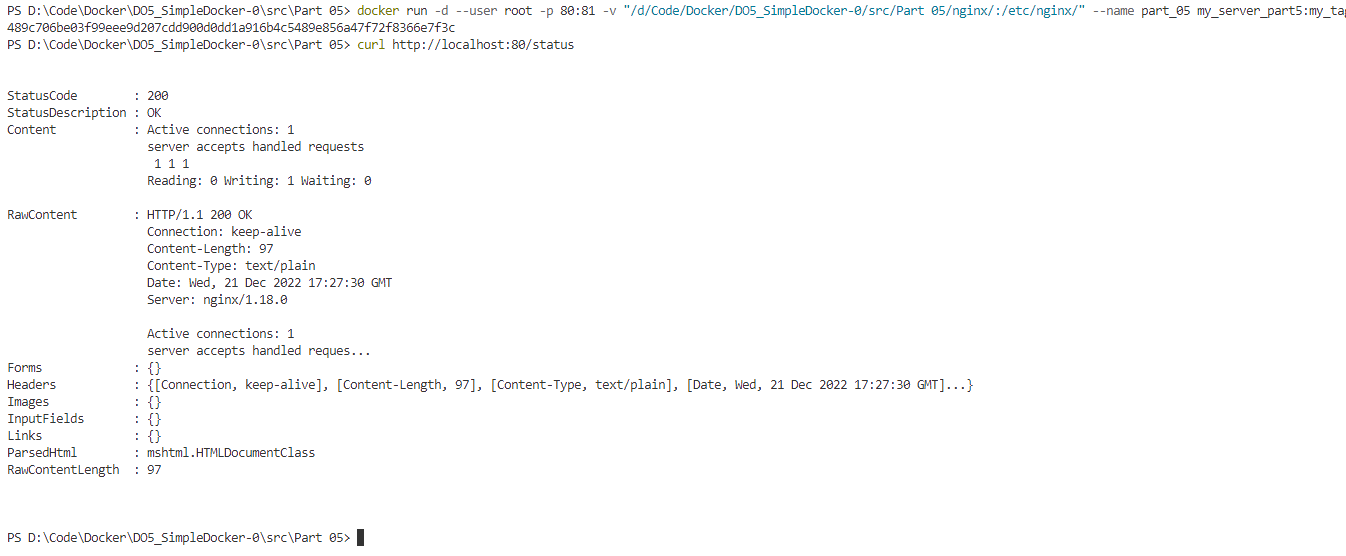 PS D:\Code\Docker\DO5_SimpleDocker-0\src\Part 05> docker run -d --user root -p 80:81 -v "/d/Code/Docker/DO5_SimpleDocker-0/src/Part 05/nginx/:/etc/nginx/" --name part_05 my_server_part5:my_ta
489c706be03f99eee9d207cdd900d0dd1a916b4c5489e856a47f72f8366e7f3c
PS D:\Code\Docker\DO5_SimpleDocker-0\src\Part 05> curl http://localhost:80/status
StatusCode : 200
StatusDescription : OK
Content : Active connections: 1
server accepts handled requests
1 1 1
Reading: 0 Writing: 1 Waiting: 0
RawContent : HTTP/1.1 200 OK
Connection: keep-alive
Content-Length: 97
Content-Type: text/plain
Date: Wed, 21 Dec 2022 17:27:30 GMT
Server: nginx/1.18.0
Active connections: 1
server accepts handled reques...
Forms : {}
Headers : {[Connection, keep-alive], [Content-Length, 97], [Content-Type, text/plain], [Date, Wed, 21 Dec 2022 17:27:30 GMT]...}
Images : {}
InputFields : {}
Links : {}
ParsedHtml : mshtml.HTMLDocumentClass
RawContentLength : 97
PS D:\Code\Docker\DO5_SimpleDocker-0\src\Part 05>